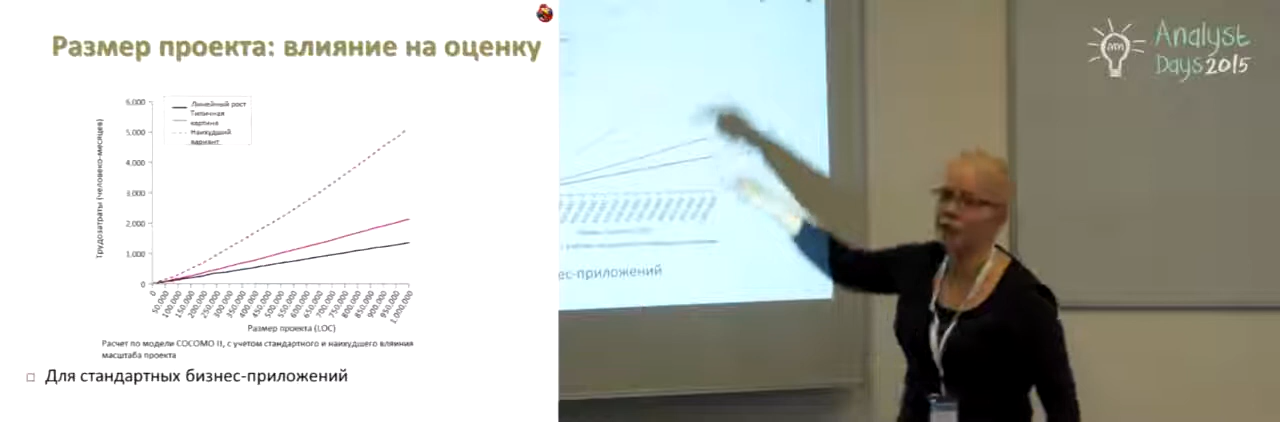 Размер проекта: влияние на оценку
Analyst
Days 2015
am
6,000
5,000
4,000
3,000
2,000
1,000
0
Линейный рост
Типичная
картина
Наихудший
вариант
Трудозатраты (человеко-месяцев)
0
50,000
100,000
150,000
200,000
250,000
300,000
350,000
400,000
450,000
500,000
550,000
600,000
650,000
700,000
750,000
800,000
850,000
900,000
950,000
1,000,000
Размер проекта (LOC)
Расчет по модели COCOMO II, с учетом стандартного и наихудшего влияния
масштаба проекта
Для стандартных бизнес-приложений
ес-приложений